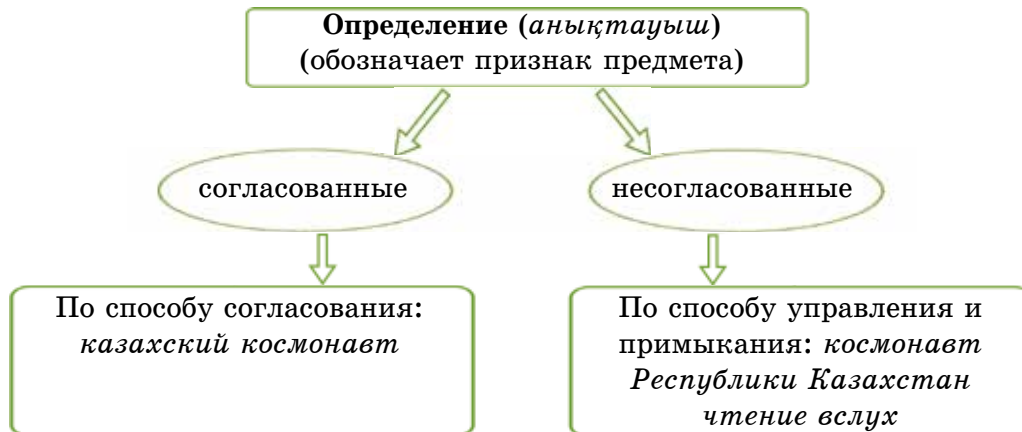 Определение (анықтауыш)
(обозначает признак предмета)
согласованные
несогласованные
По способу согласования:
казахский космонавт
По способу управления и
примыкания: космонавт
Республики Казахстан
чтение вслух